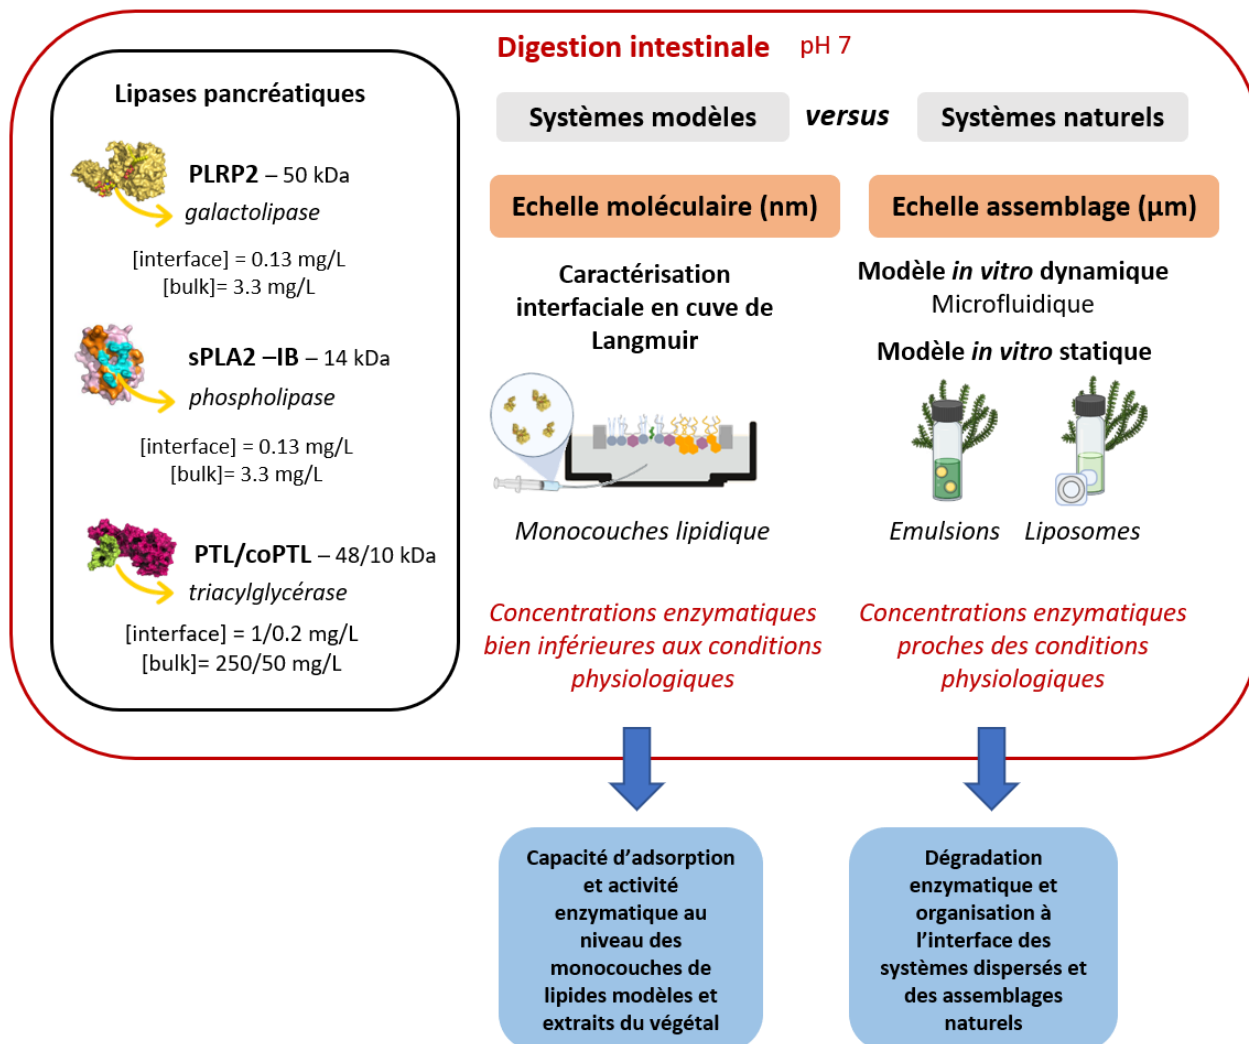 Digestion intestinale pH 7
Lipases pancréatiques
PLRP2 – 50 kDa
galactolipase
[interface] = 0.13 mg/L
[bulk]= 3.3 mg/L
sPLA2 –IB – 14 kDa
phospholipase
[interface] = 0.13 mg/L
[bulk]= 3.3 mg/L
PTL/coPTL – 48/10 kDa
triacylglycérase
[interface] = 1/0.2 mg/L
[bulk]= 250/50 mg/L
Systèmes modèles versus Systèmes naturels
Echelle moléculaire (nm)
Caractérisation
interfaciale en cuve de
Langmuir
Monocouches lipidique
Concentrations enzymatiques
bien inférieures aux conditions
physiologiques
Echelle assemblage (µm)
Modèle in vitro dynamique
Microfluidique
Modèle in vitro statique
Emulsions Liposomes
Concentrations enzymatiques
proches des conditions
physiologiques
Capacité d’adsorption
et activité
enzymatique au
niveau des
monocouches de
lipides modèles et
extraits du végétal
Dégradation
enzymatique et
organisation à
l’interface des
systèmes dispersés et
des assemblages
naturels